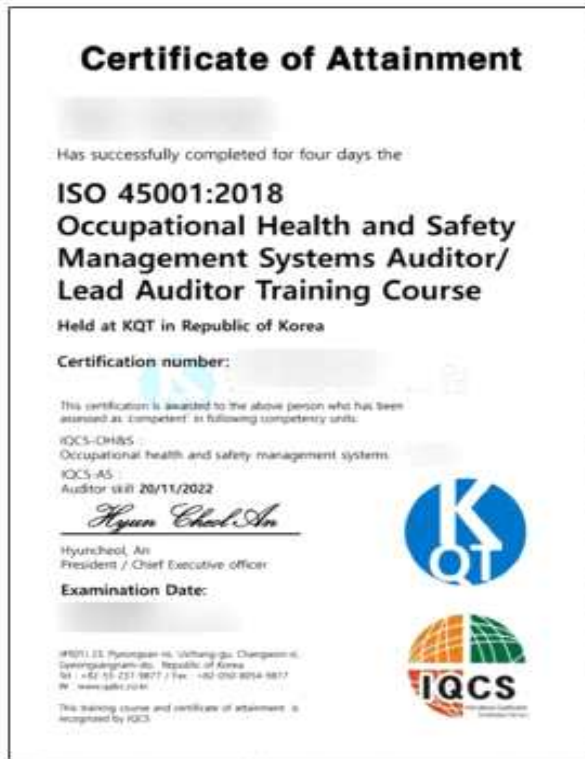 Certificate of Attainment
Has successfully completed for four days the
ISO 45001:2018
Occupational Health and Safety
Management Systems Auditor/
Lead Auditor Training Course
Held at KQT in Republic of Korea
Certification number:
This certification is awarded to the above person who has been
assessed as 'competent' in following competency units.
IQCS-OH&S :
Occupational health and safety management systems
IQCS-AS :
Auditor skill 20/11/2022
Hyun Cheol An
Hyuncheol, An
President / Chief Executive officer
Examination Date:
Republic of Korea
This training course and certificate of attainment is
recognized by IQCS
KQT
IQCS